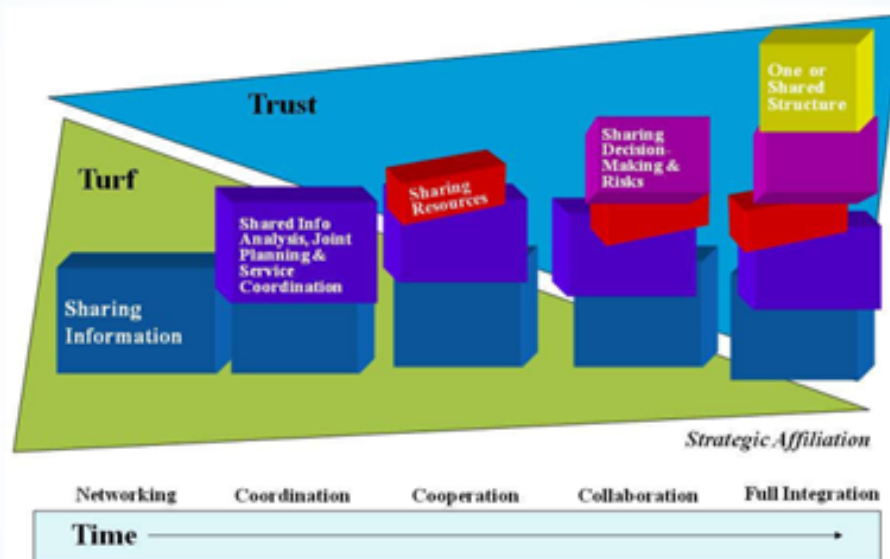 Trust
Turf
One or
Shared
Structure
Sharing
Decision-
Making &
Risks
Sharing
Resources
Shared Info
Analysis, Joint
Planning &
Service
Coordination
Sharing
Information
Strategic Affiliation
Networking
Coordination
Cooperation
Collaboration
Full Integration
Time